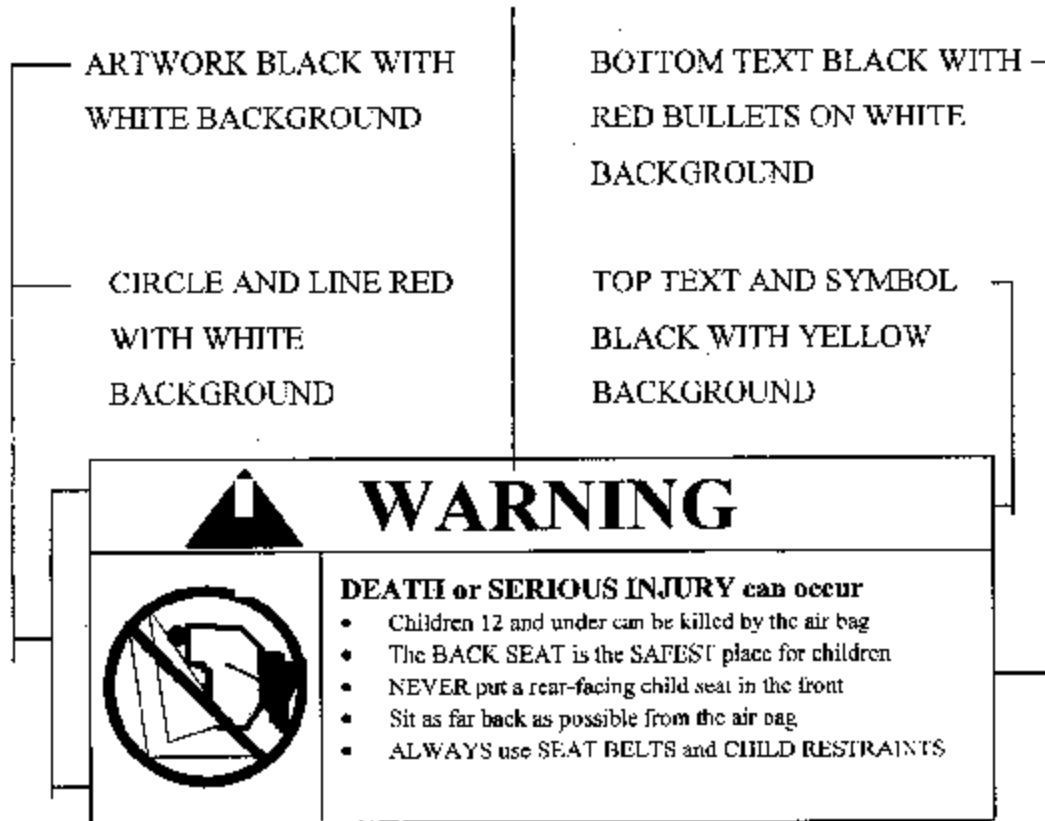 ARTWORK BLACK WITH
WHITE BACKGROUND
BOTTOM TEXT BLACK WITH
RED BULLETS ON WHITE
BACKGROUND
CIRCLE AND LINE RED
WITH WHITE
BACKGROUND
TOP TEXT AND SYMBOL
BLACK WITH YELLOW
BACKGROUND
WARNING
DEATH or SERIOUS INJURY can occur
• Children 12 and under can be killed by the air bag
• The BACK SEAT is the SAFEST place for children
• NEVER put a rear-facing child seat in the front
• Sit as far back as possible from the air bag
• ALWAYS use SEAT BELTS and CHILD RESTRAINTS